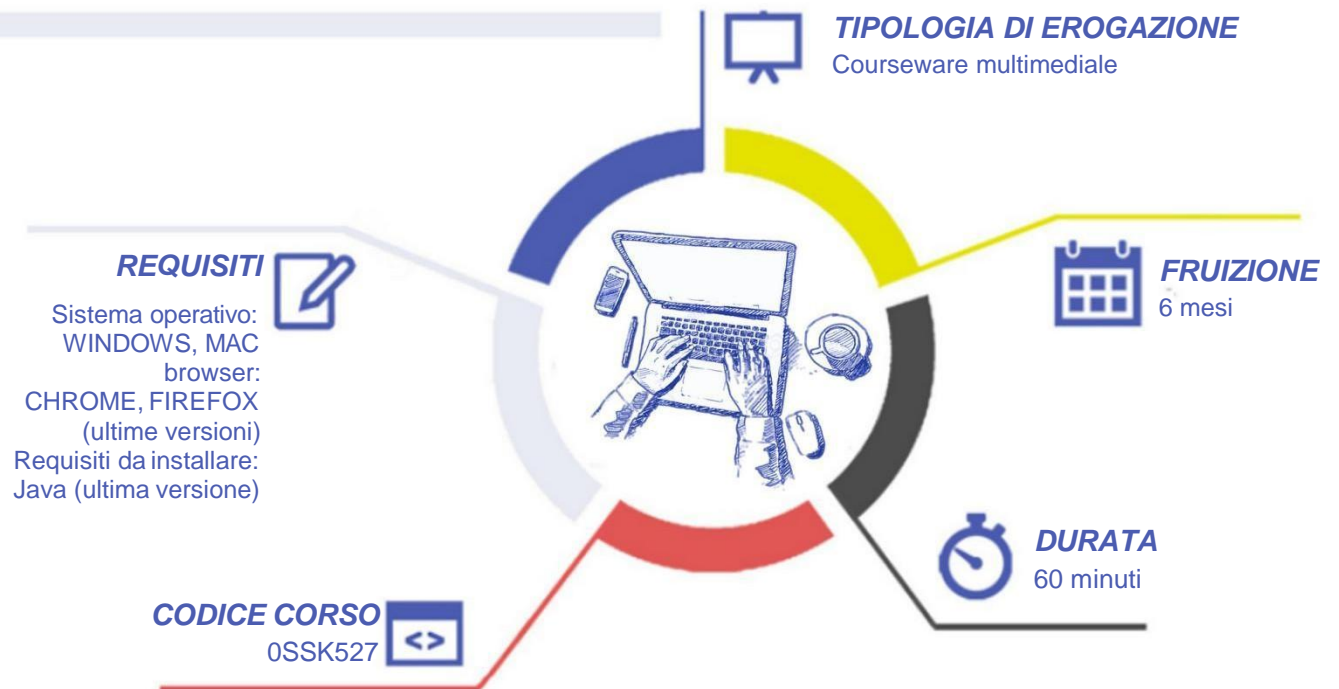 TIPOLOGIA DI EROGAZIONE
Courseware multimediale
REQUISITI
Sistema operativo:
WINDOWS, MAC
browser:
CHROME, FIREFOX
(ultime versioni)
Requisiti da installare:
Java (ultima versione)
FRUIZIONE
6 mesi
DURATA
60 minuti
CODICE CORSO
0SSK527
<>